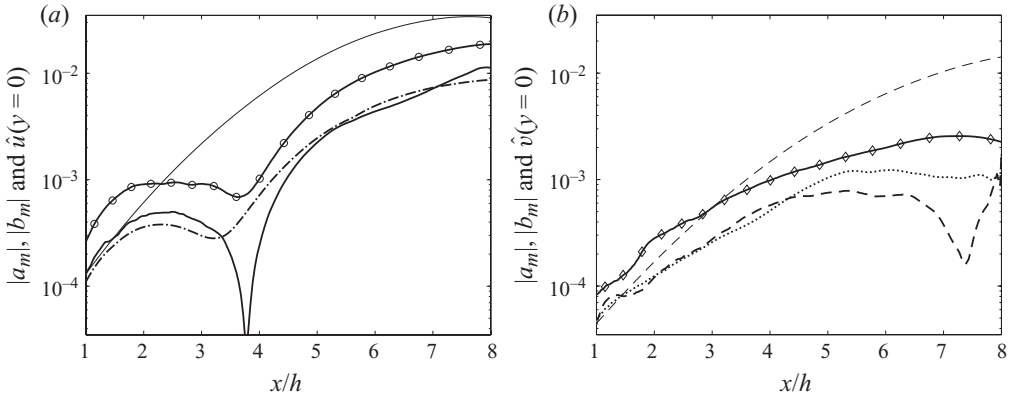 (a)
|a_m|, |b_m| and û(y = 0)
10⁻²
10⁻³
10⁻⁴
1 2 3 4 5 6 7 8
x/h
(b)
|a_m|, |b_m| and v̂(y = 0)
10⁻²
10⁻³
10⁻⁴
1 2 3 4 5 6 7 8
x/h